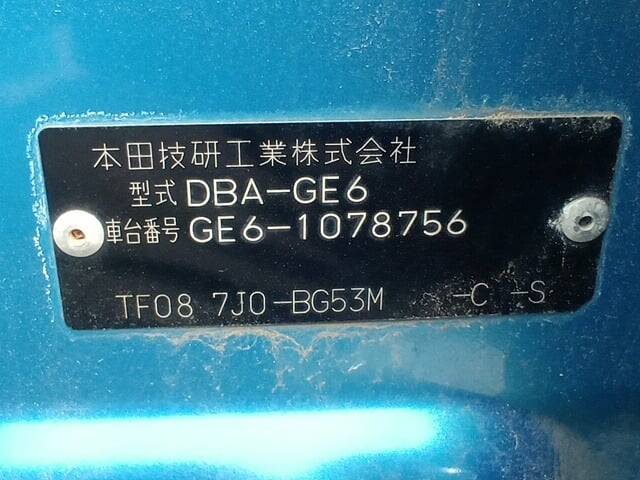 本田技研工業株式会社
型式 DBA-GE6
車台番号 GE6-1078756
TF08 7J0-BG53M -C -S